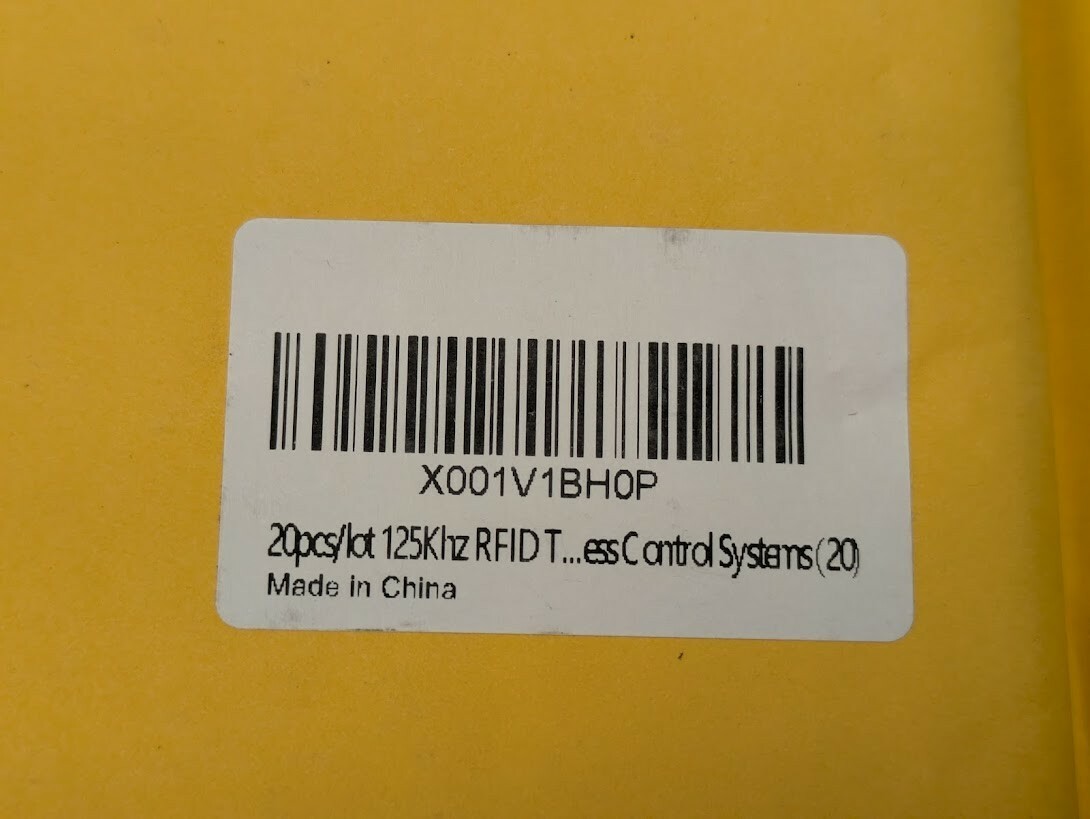 X001V1BH0P
20pcs/lot 125Khz RFID T...ess Control Systems (20)
Made in China